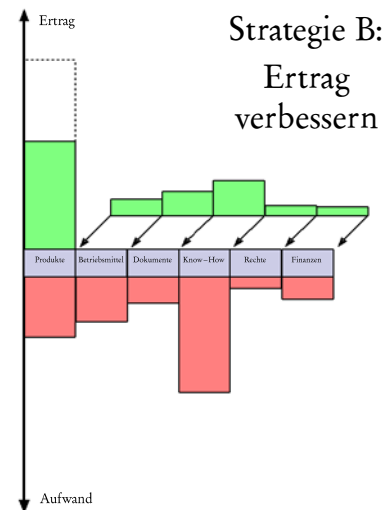 Ertrag
Strategie B:
Ertrag
verbessern
Produkte
Betriebsmittel
Dokumente
Know-How
Rechte
Finanzen
Aufwand